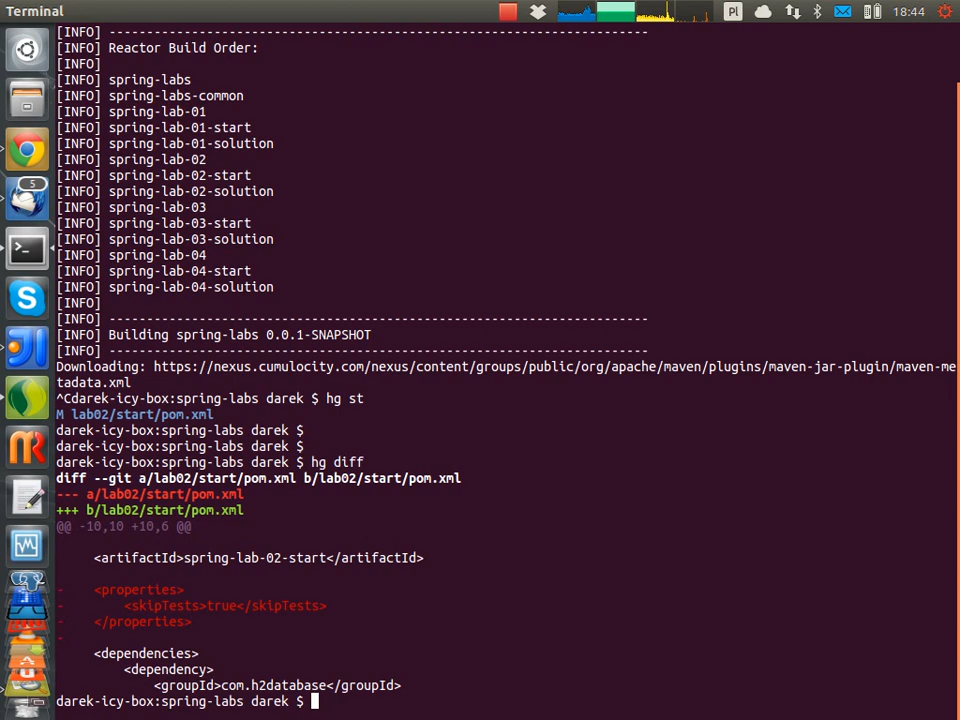 Terminal
Pl
18:44
5
[INFO] ------------------------------------------------------------------------
[INFO] Reactor Build Order:
[INFO]
[INFO] spring-labs
[INFO] spring-labs-common
[INFO] spring-lab-01
[INFO] spring-lab-01-start
[INFO] spring-lab-01-solution
[INFO] spring-lab-02
[INFO] spring-lab-02-start
[INFO] spring-lab-02-solution
[INFO] spring-lab-03
[INFO] spring-lab-03-start
[INFO] spring-lab-03-solution
[INFO] spring-lab-04
[INFO] spring-lab-04-start
[INFO] spring-lab-04-solution
[INFO]
[INFO] ------------------------------------------------------------------------
[INFO] Building spring-labs 0.0.1-SNAPSHOT
[INFO] ------------------------------------------------------------------------
Downloading: https://nexus.cumulocity.com/nexus/content/groups/public/org/apache/maven/plugins/maven-jar-plugin/maven-me
tadata.xml
^Cdarek-icy-box:spring-labs darek $ hg st
M lab02/start/pom.xml
darek-icy-box:spring-labs darek $
darek-icy-box:spring-labs darek $
darek-icy-box:spring-labs darek $ hg diff
diff --git a/lab02/start/pom.xml b/lab02/start/pom.xml
--- a/lab02/start/pom.xml
+++ b/lab02/start/pom.xml
@@ -10,10 +10,6 @@
<artifactId>spring-lab-02-start</artifactId>
- <properties>
- <skipTests>true</skipTests>
- </properties>
-
<dependencies>
<dependency>
<groupId>com.h2database</groupId>
darek-icy-box:spring-labs darek $